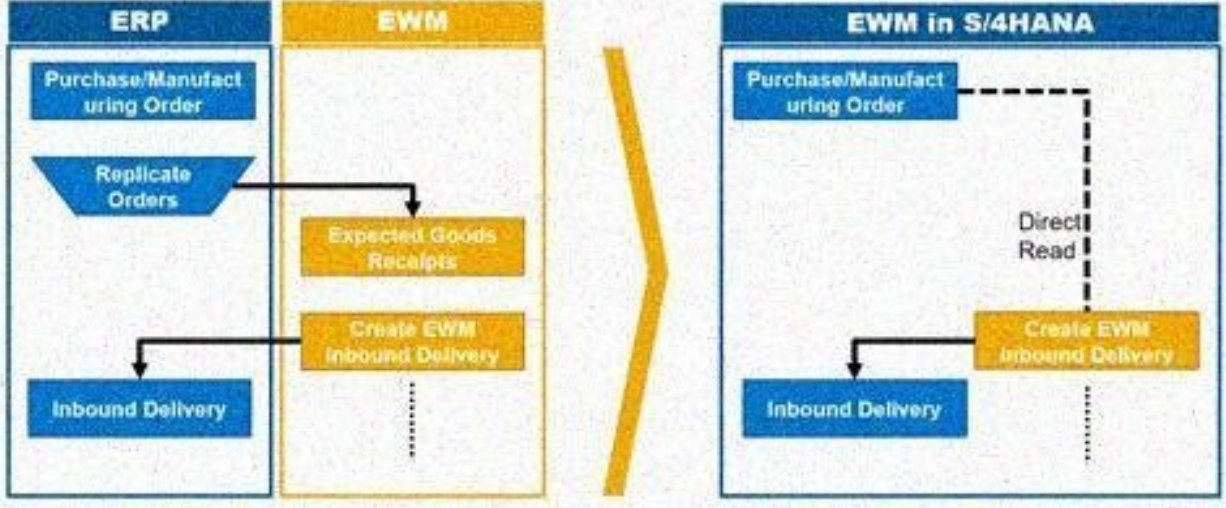 ERP
EWM
Purchase/Manufact
uring Order
Replicate
Orders
Expected Goods
Receipts
Create EWM
Inbound Delivery
Inbound Delivery
EWM in S/4HANA
Purchase/Manufact
uring Order
Direct
Read
Create EWM
Inbound Delivery
Inbound Delivery